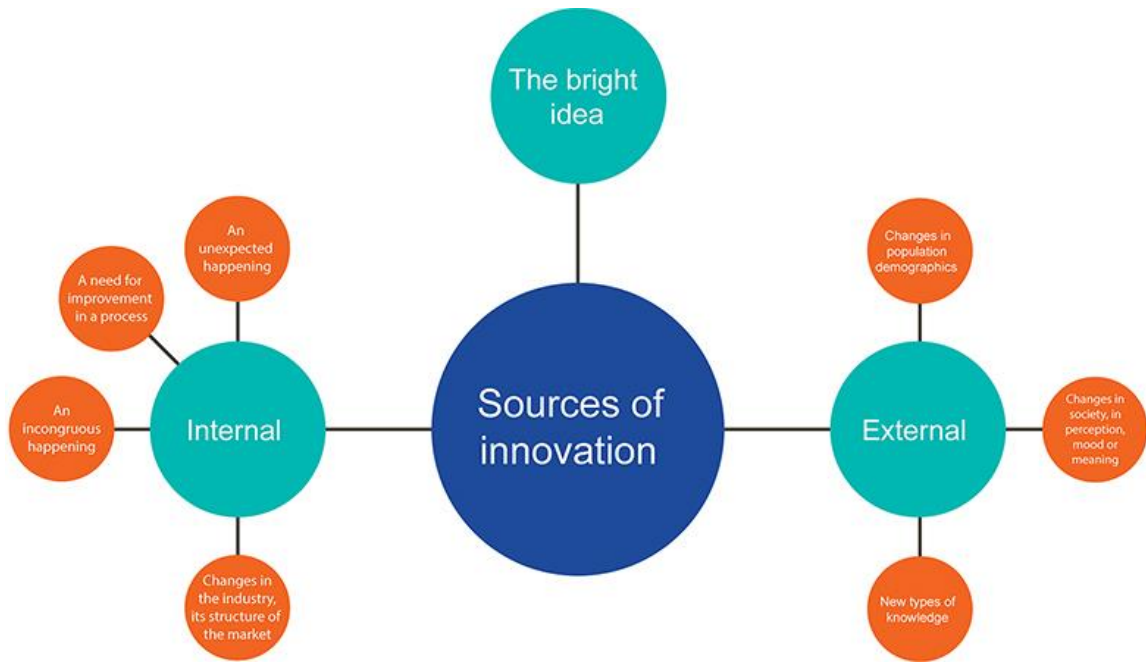 The bright
idea
An
unexpected
happening
A need for
improvement
in a process
An
incongruous
happening
Internal
Changes in
the industry,
its structure of
the market
Sources of
innovation
External
Changes in
population
demographics
Changes in
society, in
perception,
mood or
meaning
New types of
knowledge